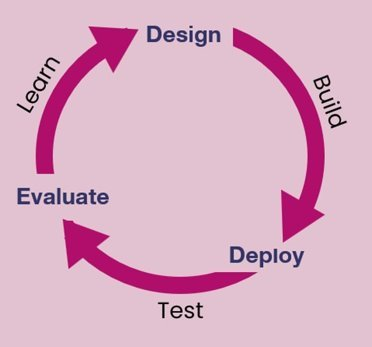 Design
Build
Deploy
Test
Evaluate
Learn